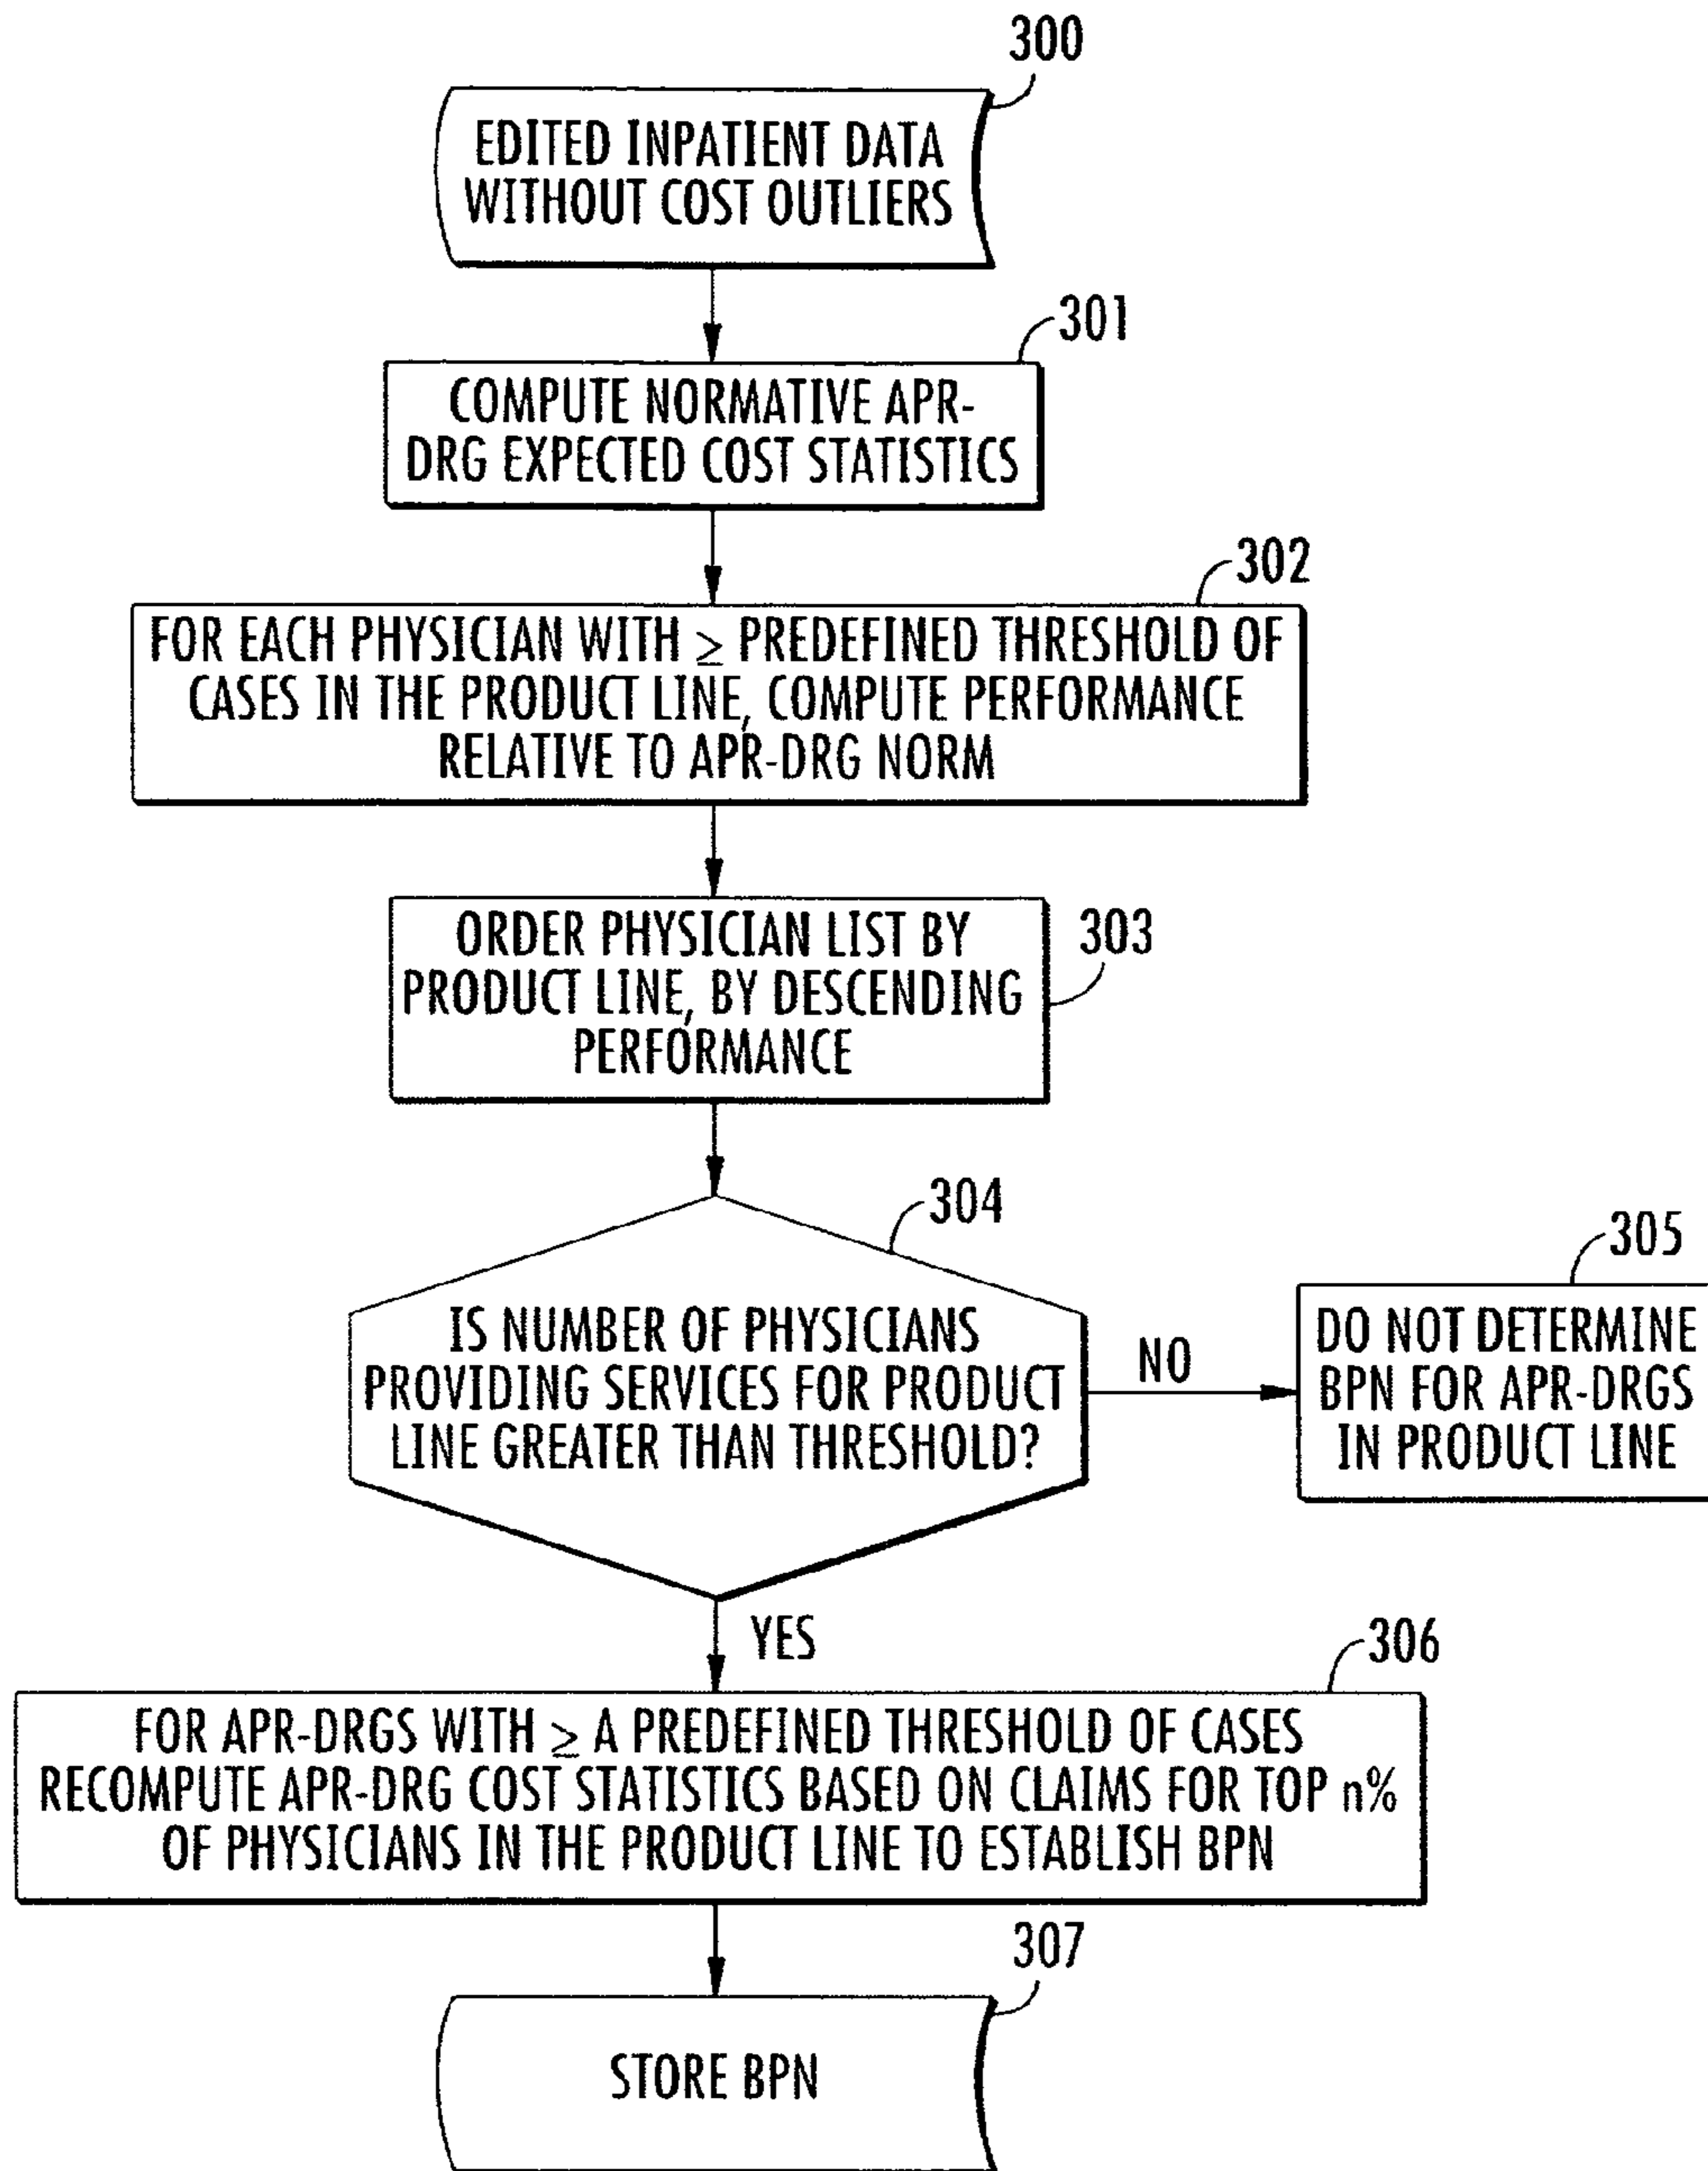 300
EDITED INPATIENT DATA
WITHOUT COST OUTLIERS
301
COMPUTE NORMATIVE APR-
DRG EXPECTED COST STATISTICS
302
FOR EACH PHYSICIAN WITH ≥ PREDEFINED THRESHOLD OF
CASES IN THE PRODUCT LINE, COMPUTE PERFORMANCE
RELATIVE TO APR-DRG NORM
303
ORDER PHYSICIAN LIST BY
PRODUCT LINE, BY DESCENDING
PERFORMANCE
304
IS NUMBER OF PHYSICIANS
PROVIDING SERVICES FOR PRODUCT
LINE GREATER THAN THRESHOLD?
NO
305
DO NOT DETERMINE
BPN FOR APR-DRGS
IN PRODUCT LINE
YES
306
FOR APR-DRGS WITH ≥ A PREDEFINED THRESHOLD OF CASES
RECOMPUTE APR-DRG COST STATISTICS BASED ON CLAIMS FOR TOP n%
OF PHYSICIANS IN THE PRODUCT LINE TO ESTABLISH BPN
307
STORE BPN